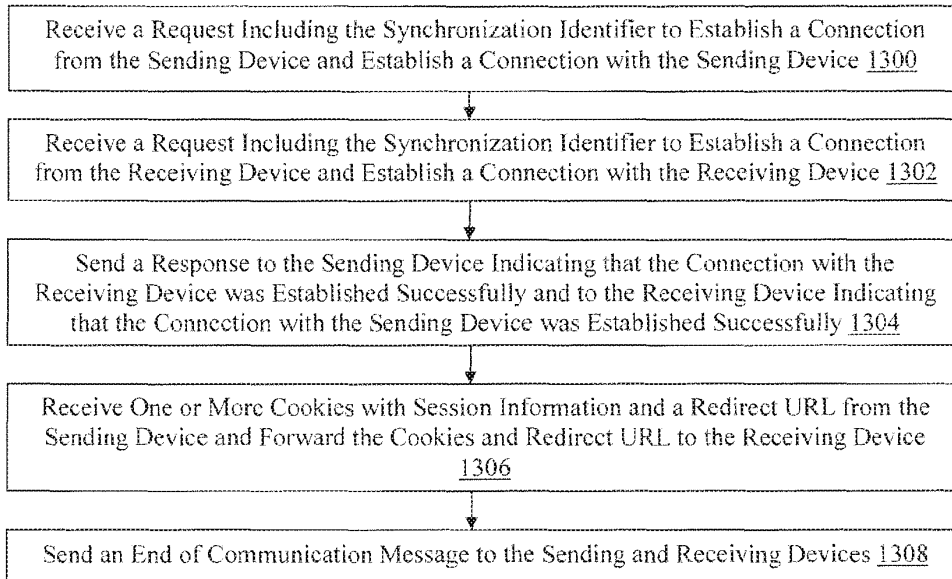 Receive a Request Including the Synchronization Identifier to Establish a Connection
from the Sending Device and Establish a Connection with the Sending Device 1300
Receive a Request Including the Synchronization Identifier to Establish a Connection
from the Receiving Device and Establish a Connection with the Receiving Device 1302
Send a Response to the Sending Device Indicating that the Connection with the
Receiving Device was Established Successfully and to the Receiving Device Indicating
that the Connection with the Sending Device was Established Successfully 1304
Receive One or More Cookies with Session Information and a Redirect URL from the
Sending Device and Forward the Cookies and Redirect URL to the Receiving Device
1306
Send an End of Communication Message to the Sending and Receiving Devices 1308